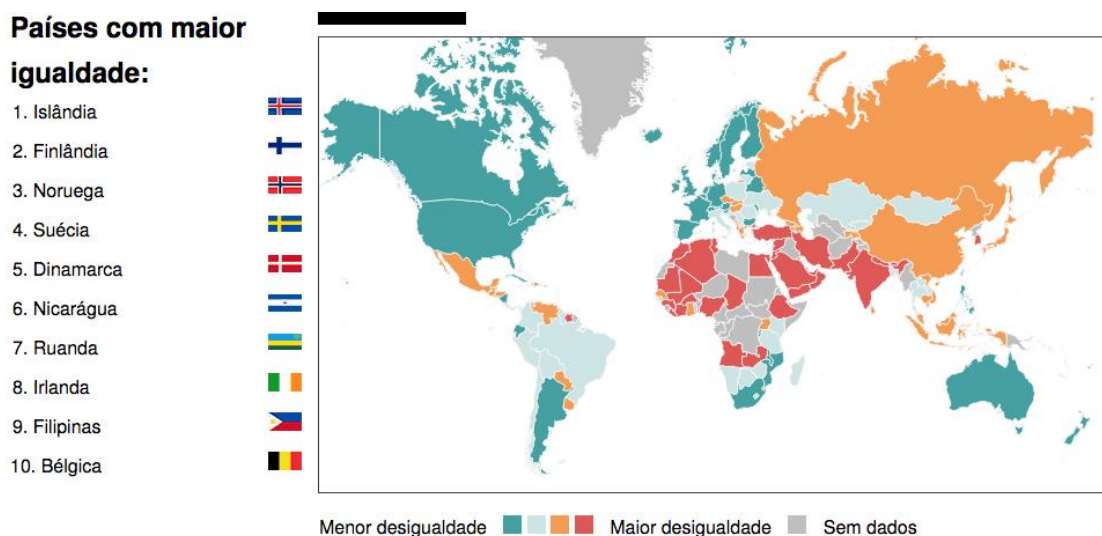 Países com maior
igualdade:
1. Islândia
2. Finlândia
3. Noruega
4. Suécia
5. Dinamarca
6. Nicarágua
7. Ruanda
8. Irlanda
9. Filipinas
10. Bélgica
Menor desigualdade Maior desigualdade Sem dados